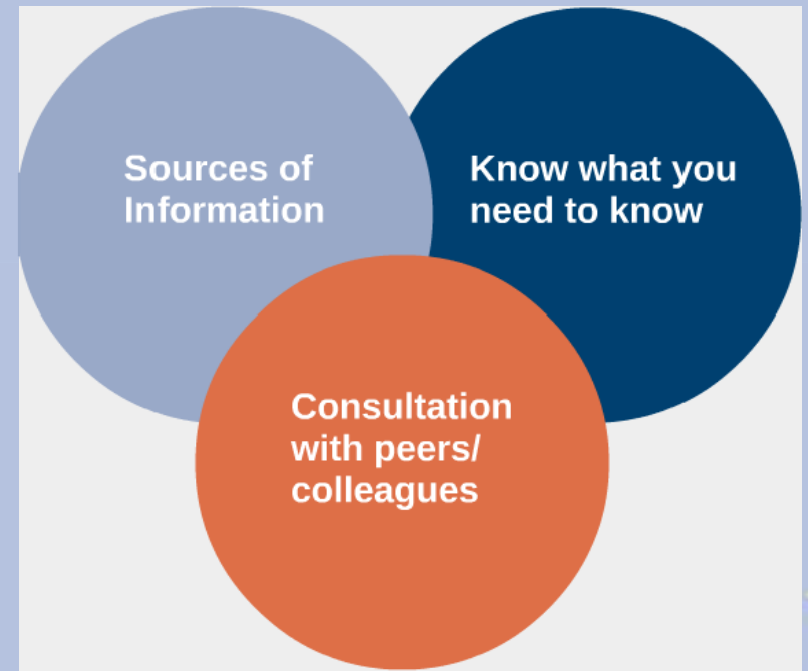 Sources of
Information
Know what you
need to know
Consultation
with peers/
colleagues